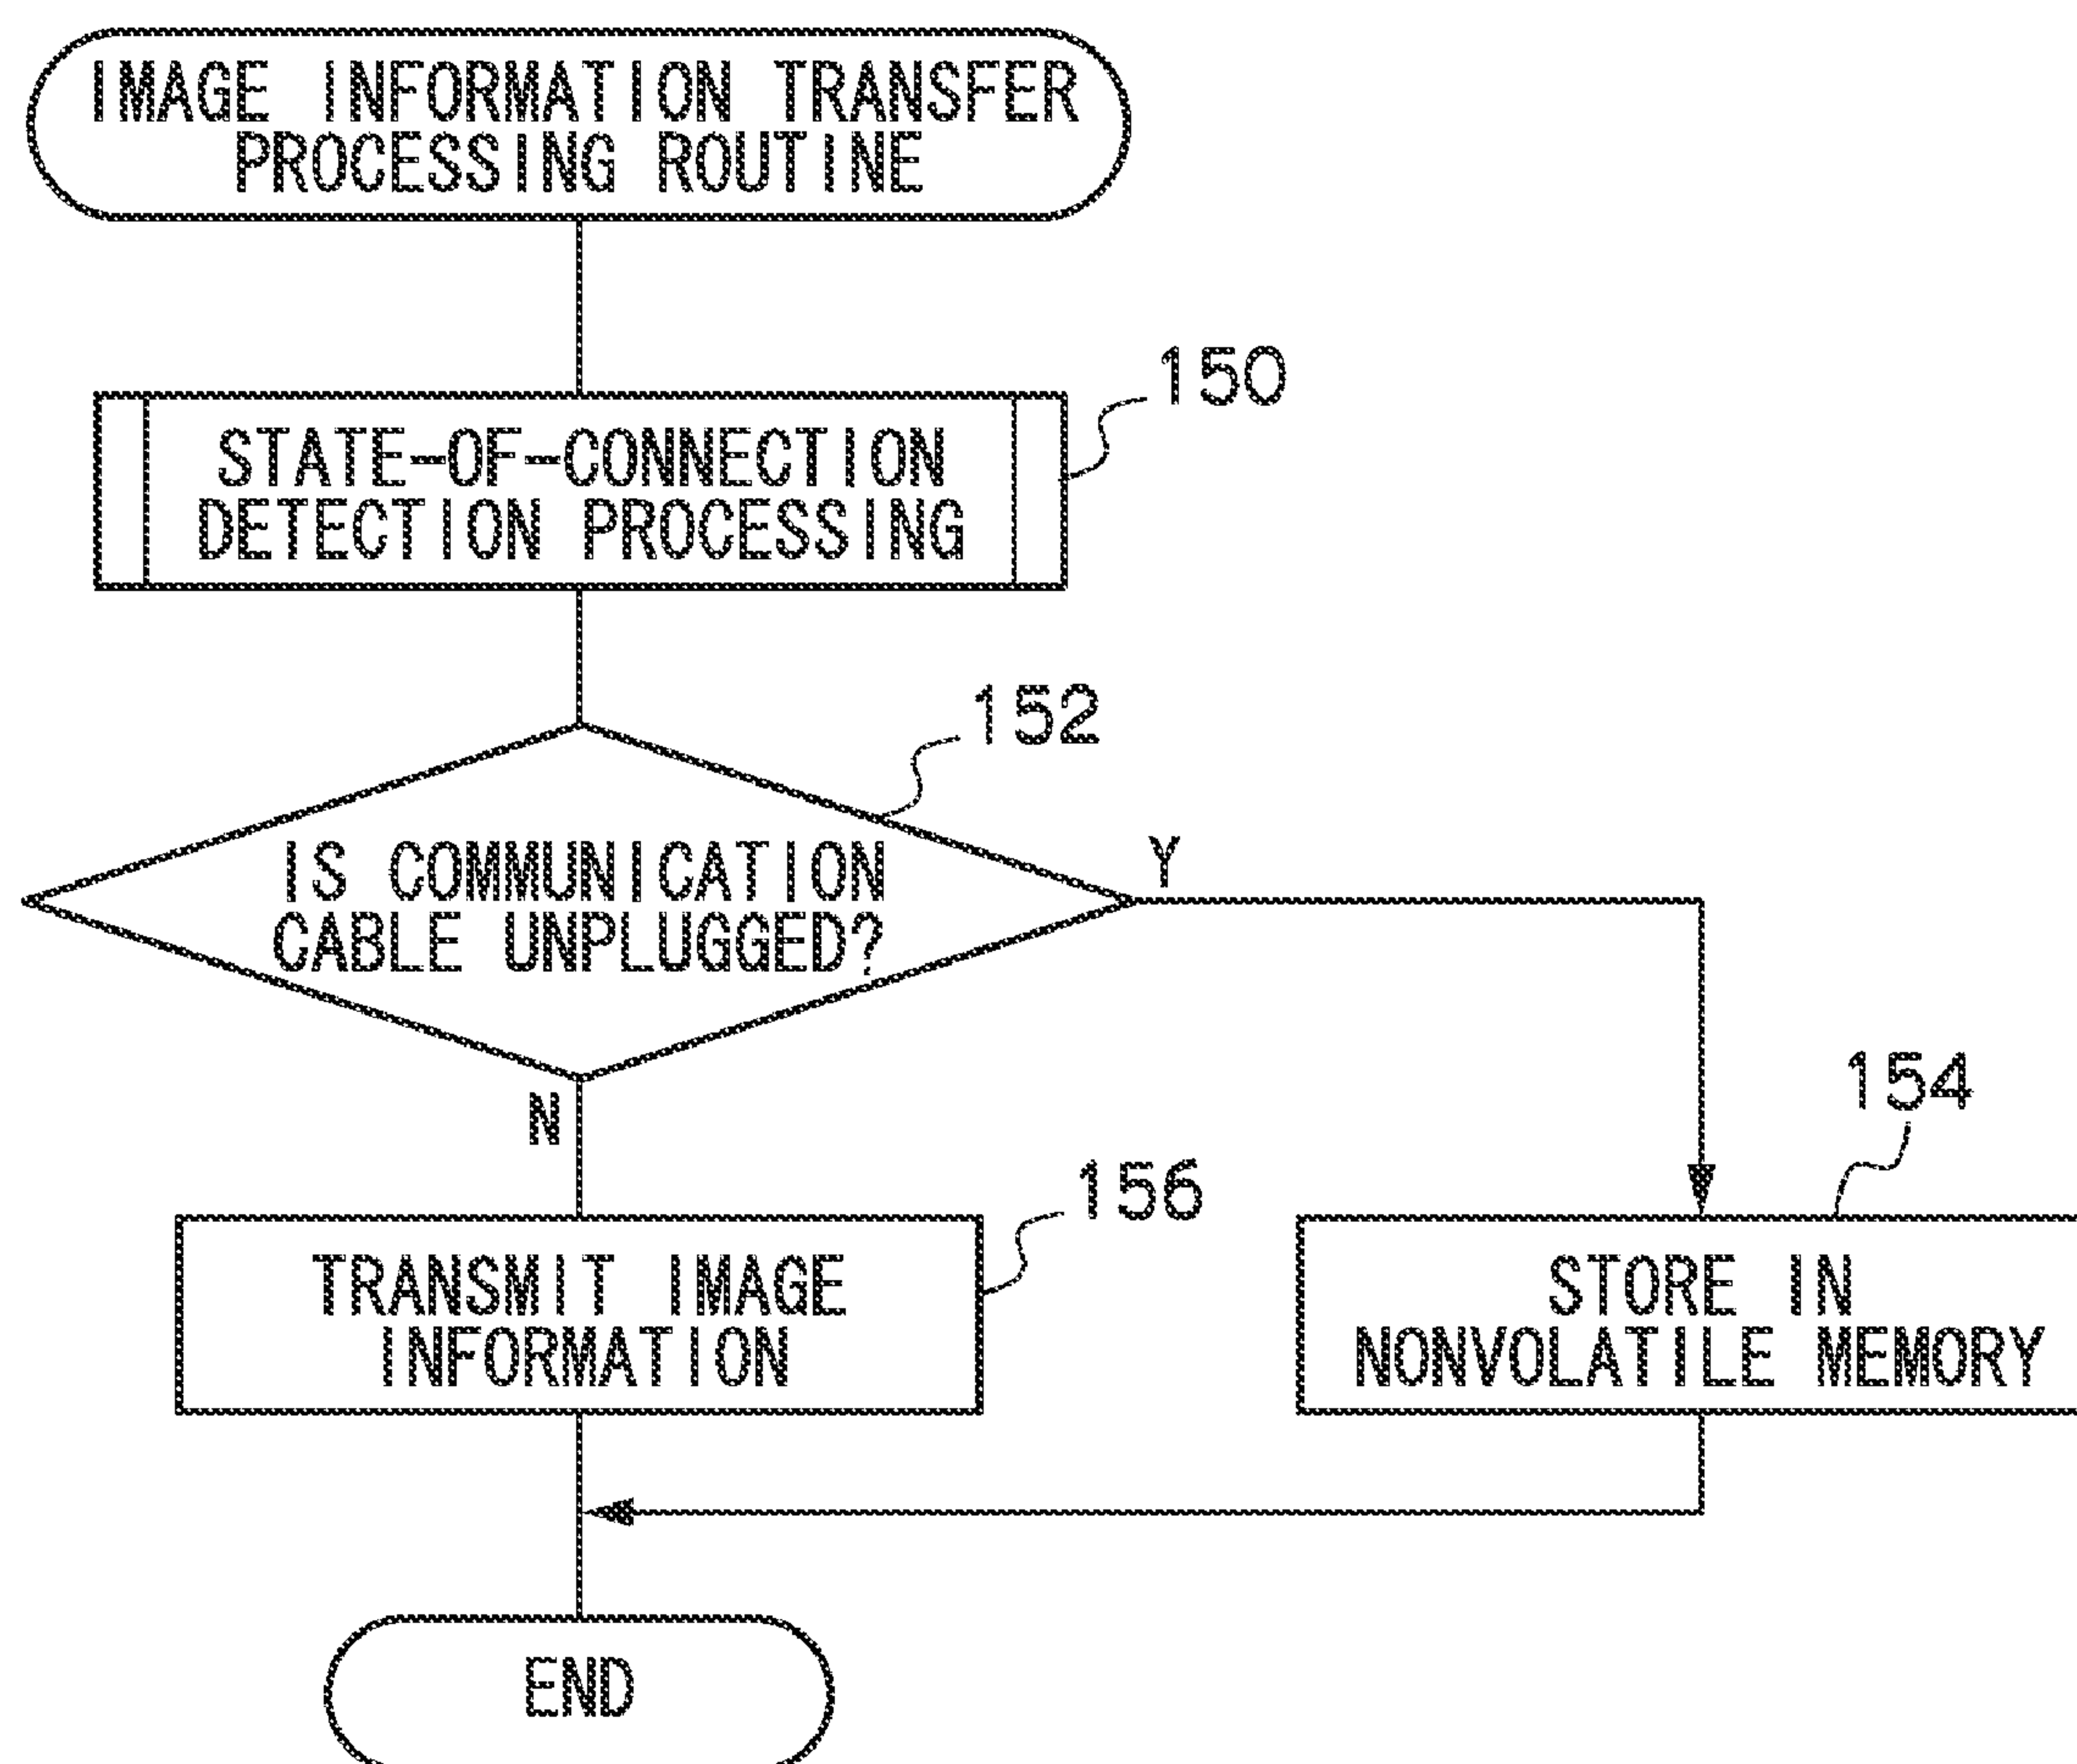 IMAGE INFORMATION TRANSFER
PROCESSING ROUTINE
150
STATE-OF-CONNECTION
DETECTION PROCESSING
152
IS COMMUNICATION
CABLE UNPLUGGED?
Y
N
154
156
TRANSMIT IMAGE
INFORMATION
STORE IN
NONVOLATILE MEMORY
END